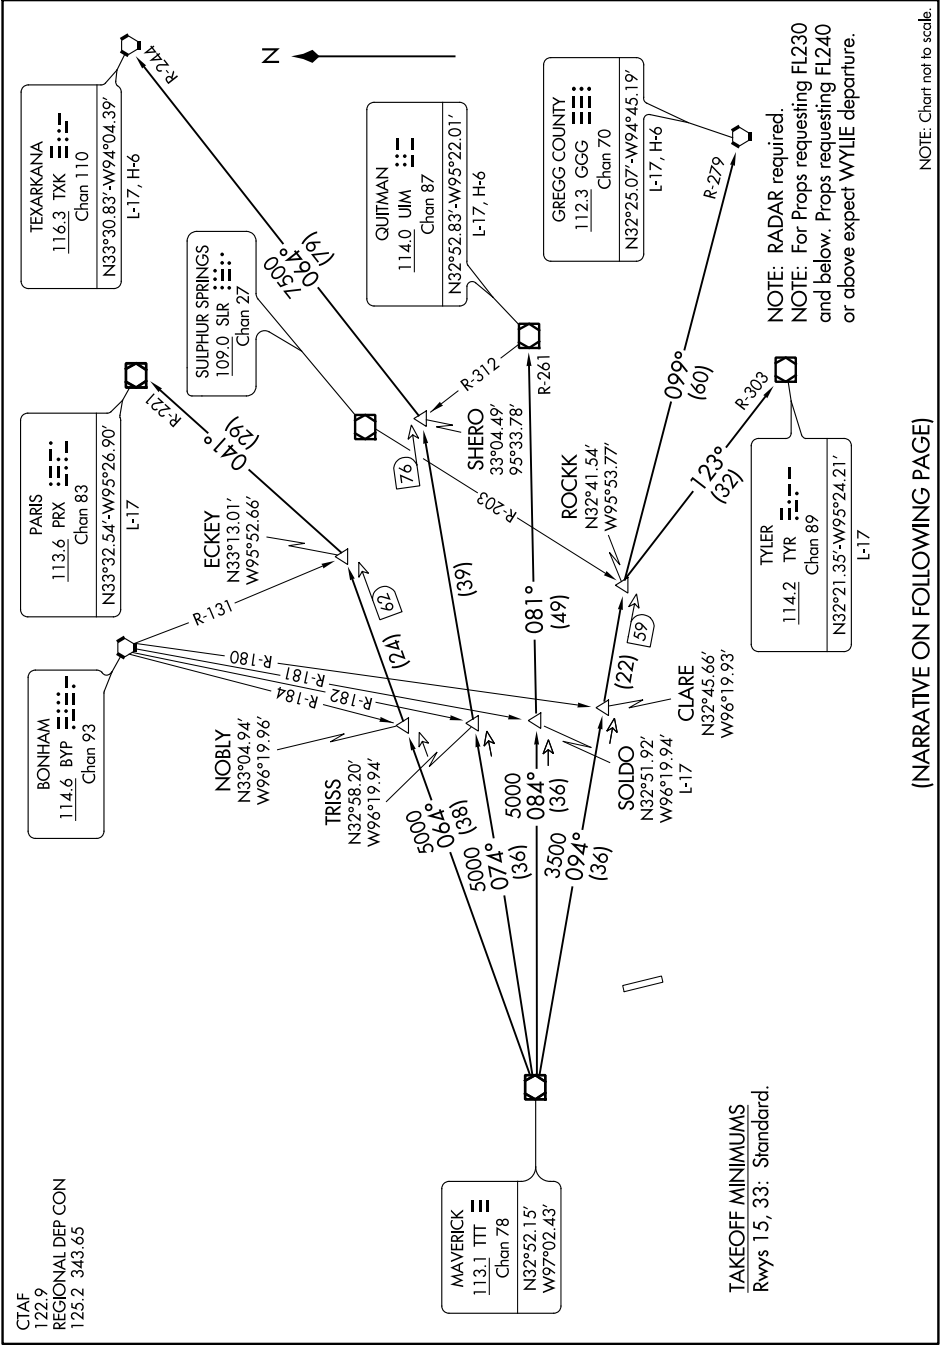 CTAF
122.9
REGIONAL DEP CON
125.2 343.65
TEXARKANA
116.3 TXK
Chan 110
N33°30.83'-W94°04.39'
L-17, H-6
R-244
N
PARIS
113.6 PRX
Chan 83
N33°32.54'-W95°26.90'
L-17
R-221
SULPHUR SPRINGS
109.0 SLR
Chan 27
QUITMAN
114.0 UIM
Chan 87
N32°52.83'-W95°22.01'
L-17, H-6
GREGG COUNTY
112.3 GGG
Chan 70
N32°25.07'-W94°45.19'
L-17, H-6
R-279
BONHAM
114.6 BYP
Chan 93
R-131
R-180
R-181
R-182
R-184
ECKEY
N33°13.01'
W95°52.66'
041°
(29)
7500
064°
(79)
R-312
R-261
SHERO
33°04.49'
95°33.78'
76
R-203
ROCKK
N32°41.54'
W95°53.77'
099°
(60)
123°
(32)
R-303
NOBLY
N33°04.94'
W96°19.96'
(24)
62
(39)
081°
(49)
(22)
59
TRISS
N32°58.20'
W96°19.94'
SOLDO
N32°51.92'
W96°19.94'
L-17
CLARE
N32°45.66'
W96°19.93'
5000
064°
(38)
5000
074°
(36)
5000
084°
(36)
3500
094°
(36)
MAVERICK
113.1 TTT
Chan 78
N32°52.15'
W97°02.43'
TYLER
114.2 TYR
Chan 89
N32°21.35'-W95°24.21'
L-17
NOTE: RADAR required.
NOTE: For Props requesting FL230
and below. Props requesting FL240
or above expect WYLIE departure.
TAKEOFF MINIMUMS
Rwys 15, 33: Standard.
(NARRATIVE ON FOLLOWING PAGE)
NOTE: Chart not to scale.